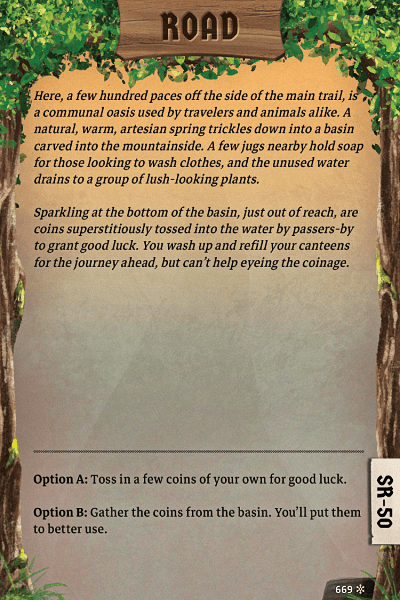 ROAD
Here, a few hundred paces off the side of the main trail, is
a communal oasis used by travelers and animals alike. A
natural, warm, artesian spring trickles down into a basin
carved into the mountainside. A few jugs nearby hold soap
for those looking to wash clothes, and the unused water
drains to a group of lush-looking plants.
Sparkling at the bottom of the basin, just out of reach, are
coins superstitiously tossed into the water by passers-by
to grant good luck. You wash up and refill your canteens
for the journey ahead, but can't help eyeing the coinage.
Option A: Toss in a few coins of your own for good luck.
Option B: Gather the coins from the basin. You'll put them
to better use.
SR-50
669